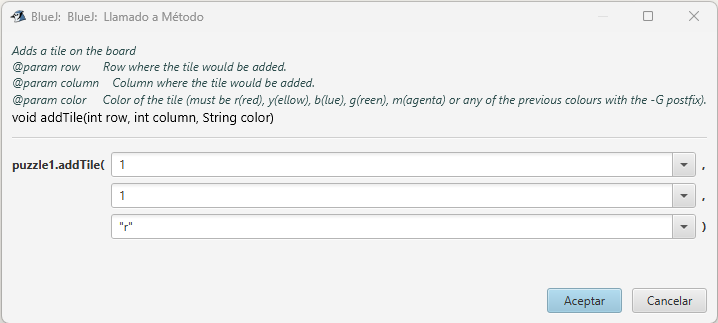 BlueJ: BlueJ: Llamado a Método
Adds a tile on the board
@param row Row where the tile would be added.
@param column Column where the tile would be added.
@param color Color of the tile (must be r(red), y(ellow), b(lue), g(reen), m(agenta) or any of the previous colours with the -G postfix).
void addTile(int row, int column, String color)
puzzle1.addTile( 1 ,
1 ,
"r" )
Aceptar Cancelar